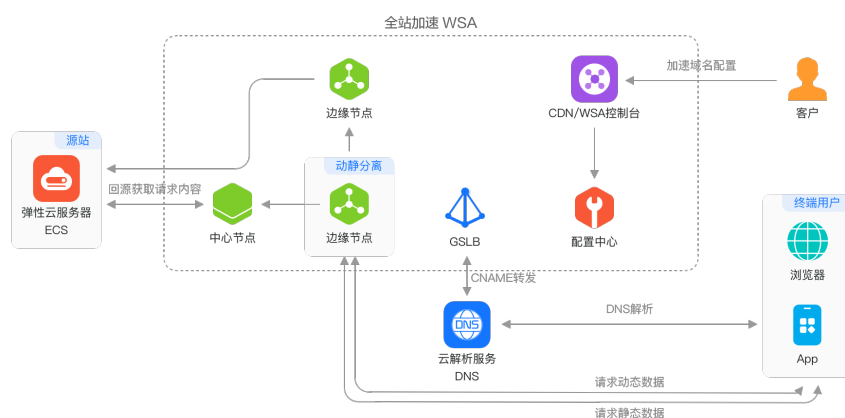 全站加速 WSA
加速域名配置
边缘节点
CDN/WSA控制台
客户
源站
动静分离
回源获取请求内容
终端用户
弹性云服务器
ECS
中心节点
边缘节点
GSLB
配置中心
浏览器
CNAME转发
DNS解析
DNS
云解析服务
DNS
App
请求动态数据
请求静态数据